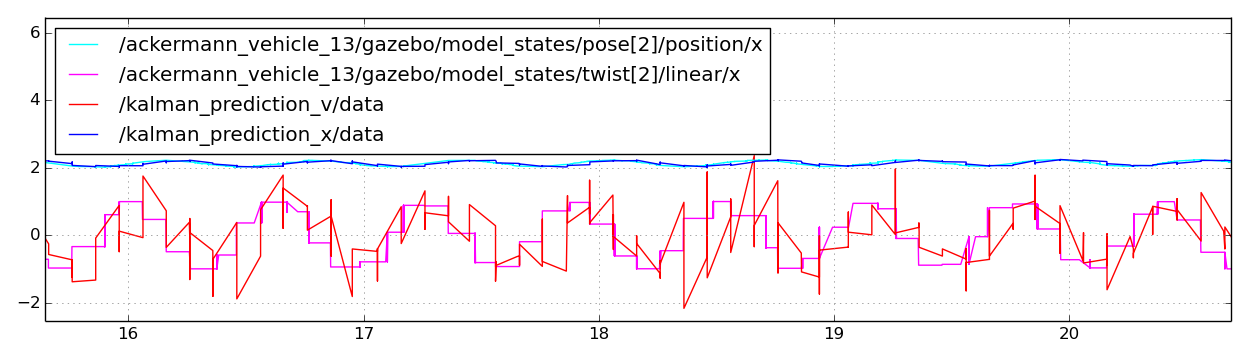 6
/ackermann_vehicle_13/gazebo/model_states/pose[2]/position/x
/ackermann_vehicle_13/gazebo/model_states/twist[2]/linear/x
4
/kalman_prediction_v/data
/kalman_prediction_x/data
2
0
−2
16 17 18 19 20